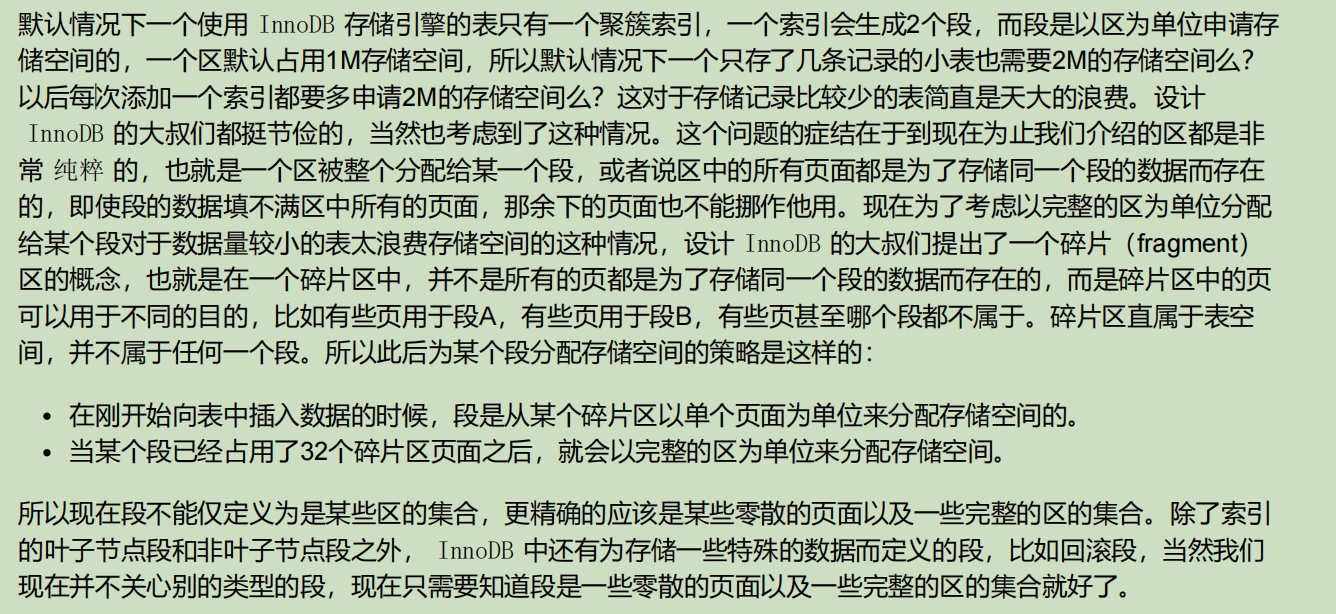 默认情况下一个使用 InnoDB 存储引擎的表只有一个聚簇索引，一个索引会生成2个段，而段是以区为单位申请存
储空间的，一个区默认占用1M存储空间，所以默认情况下一个只存了几条记录的小表也需要2M的存储空间么？
以后每次添加一个索引都要多申请2M的存储空间么？这对于存储记录比较少的表简直是天大的浪费。设计
InnoDB 的大叔们都挺节俭的，当然也考虑到了这种情况。这个问题的症结在于到现在为止我们介绍的区都是非
常 纯粹 的，也就是一个区被整个分配给某一个段，或者说区中的所有页面都是为了存储同一个段的数据而存在
的，即使段的数据填不满区中所有的页面，那余下的页面也不能挪作他用。现在为了考虑以完整的区为单位分配
给某个段对于数据量较小的表太浪费存储空间的这种情况，设计 InnoDB 的大叔们提出了一个碎片（fragment）
区的概念，也就是在一个碎片区中，并不是所有的页都是为了存储同一个段的数据而存在的，而是碎片区中的页
可以用于不同的目的，比如有些页用于段A，有些页用于段B，有些页甚至哪个段都不属于。碎片区直属于表空
间，并不属于任何一个段。所以此后为某个段分配存储空间的策略是这样的：
• 在刚开始向表中插入数据的时候，段是从某个碎片区以单个页面为单位来分配存储空间的。
• 当某个段已经占用了32个碎片区页面之后，就会以完整的区为单位来分配存储空间。
所以现在段不能仅定义为是某些区的集合，更精确的应该是某些零散的页面以及一些完整的区的集合。除了索引
的叶子节点段和非叶子节点段之外， InnoDB 中还有为存储一些特殊的数据而定义的段，比如回滚段，当然我们
现在并不关心别的类型的段，现在只需要知道段是一些零散的页面以及一些完整的区的集合就好了。